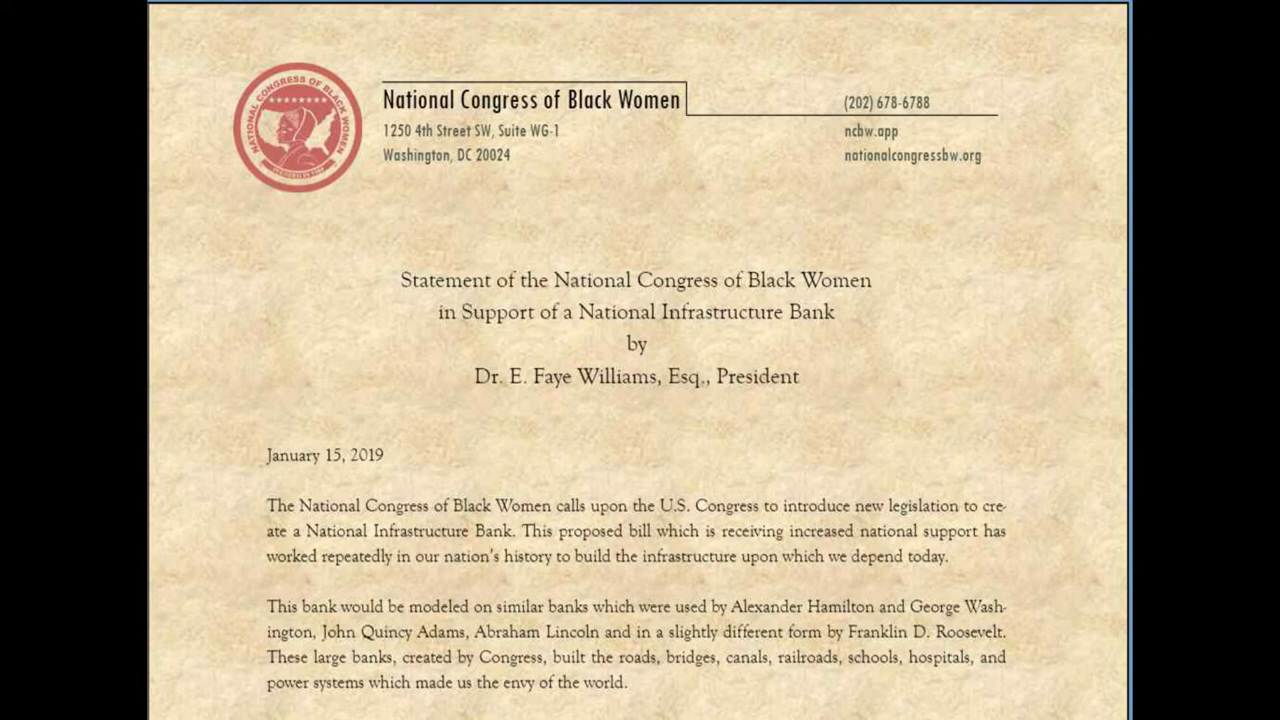 NATIONAL CONGRESS OF BLACK WOMEN
National Congress of Black Women
1250 4th Street SW, Suite WG-1
Washington, DC 20024
(202) 678-6788
ncbw.app
nationalcongressbw.org
Statement of the National Congress of Black Women
in Support of a National Infrastructure Bank
by
Dr. E. Faye Williams, Esq., President
January 15, 2019
The National Congress of Black Women calls upon the U.S. Congress to introduce new legislation to cre-
ate a National Infrastructure Bank. This proposed bill which is receiving increased national support has
worked repeatedly in our nation's history to build the infrastructure upon which we depend today.
This bank would be modeled on similar banks which were used by Alexander Hamilton and George Wash-
ington, John Quincy Adams, Abraham Lincoln and in a slightly different form by Franklin D. Roosevelt.
These large banks, created by Congress, built the roads, bridges, canals, railroads, schools, hospitals, and
power systems which made us the envy of the world.